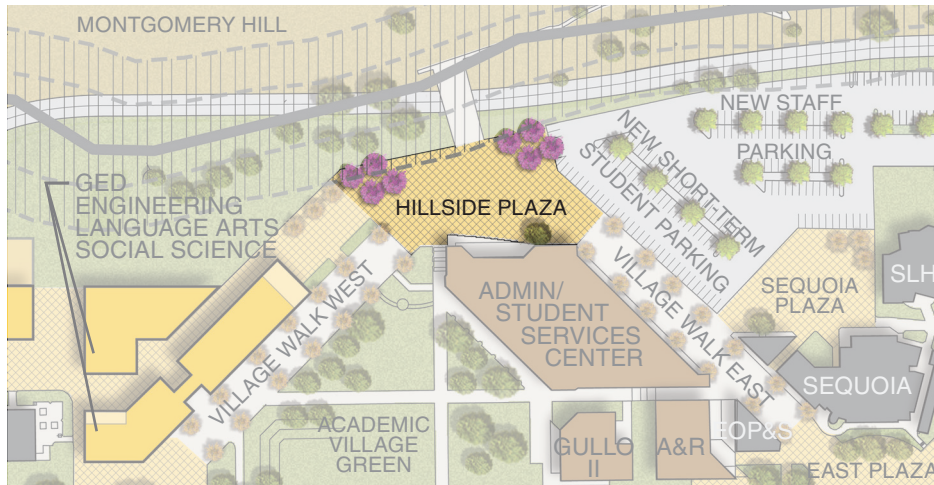 MONTGOMERY HILL
NEW STAFF
PARKING
NEW SHORT-TERM
STUDENT PARKING
GED
ENGINEERING
LANGUAGE ARTS
SOCIAL SCIENCE
HILLSIDE PLAZA
SLH
SEQUOIA
PLAZA
ADMIN/
STUDENT
SERVICES
CENTER
VILLAGE WALK WEST
VILLAGE WALK EAST
SEQUOIA
ACADEMIC
VILLAGE
GREEN
GULLO
II
A&R
EOP&S
EAST PLAZA